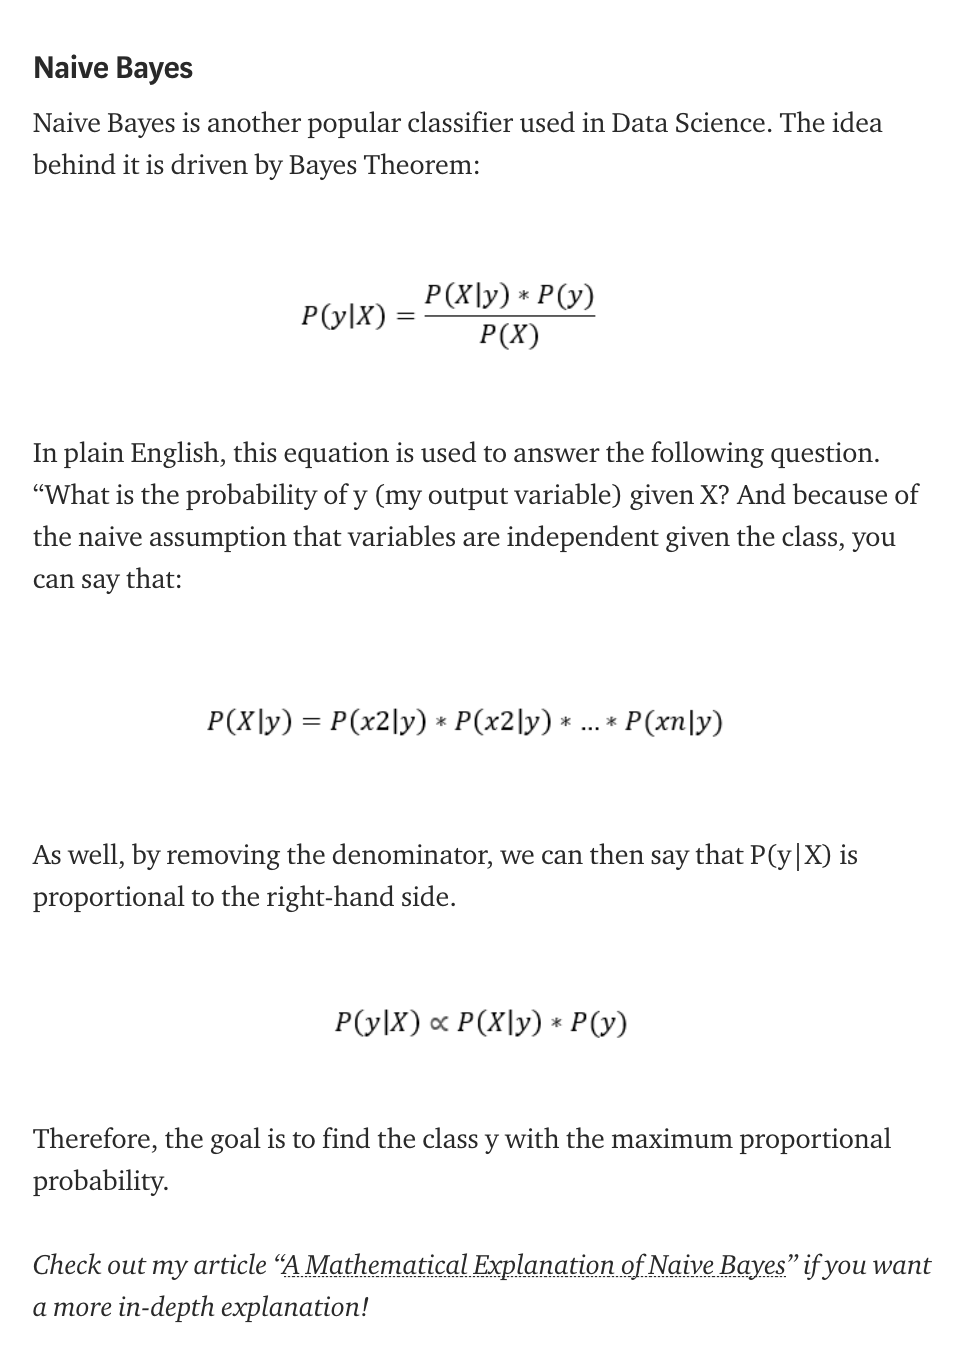 Naive Bayes
Naive Bayes is another popular classifier used in Data Science. The idea
behind it is driven by Bayes Theorem:
P(y|X) = P(X|y) * P(y) / P(X)
In plain English, this equation is used to answer the following question.
“What is the probability of y (my output variable) given X? And because of
the naive assumption that variables are independent given the class, you
can say that:
P(X|y) = P(x2|y) * P(x2|y) * ... * P(xn|y)
As well, by removing the denominator, we can then say that P(y|X) is
proportional to the right-hand side.
P(y|X) ∝ P(X|y) * P(y)
Therefore, the goal is to find the class y with the maximum proportional
probability.
Check out my article “A Mathematical Explanation of Naive Bayes” if you want
a more in-depth explanation!